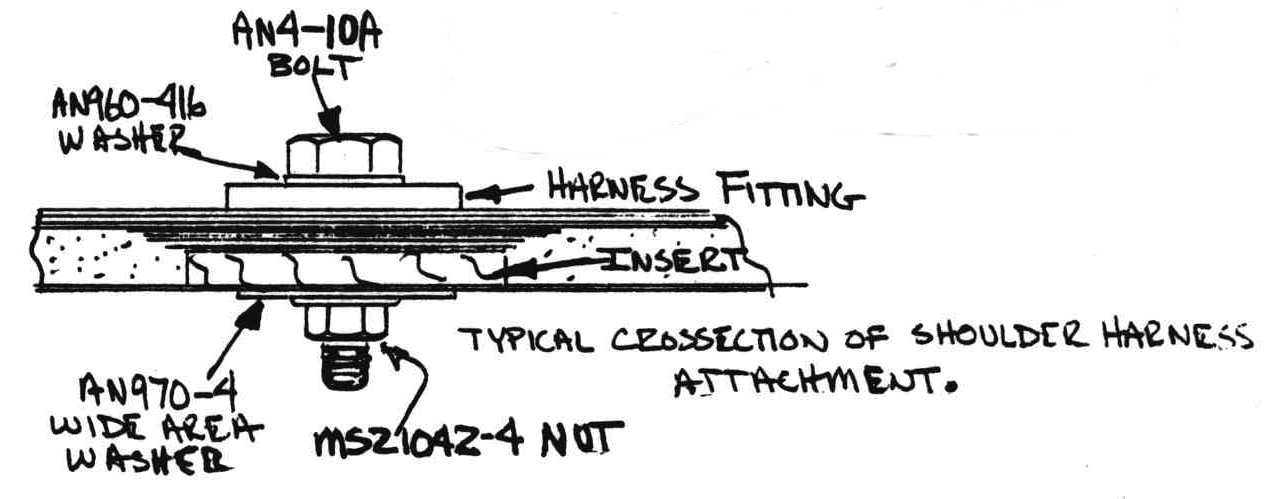 AN4-10A
BOLT
AN960-416
WASHER
HARNESS FITTING
INSERT
TYPICAL CROSSECTION OF SHOULDER HARNESS
ATTACHMENT.
AN970-4
WIDE AREA
WASHER
MS21042-4 NUT